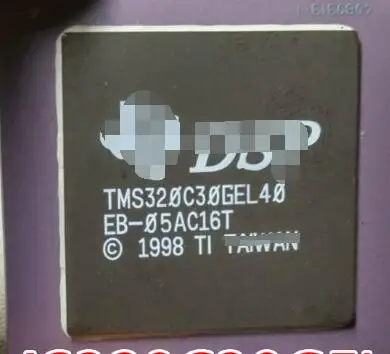 DSP
TMS320C30GEL40
EB-05AC16T
© 1998 TI TAIWAN